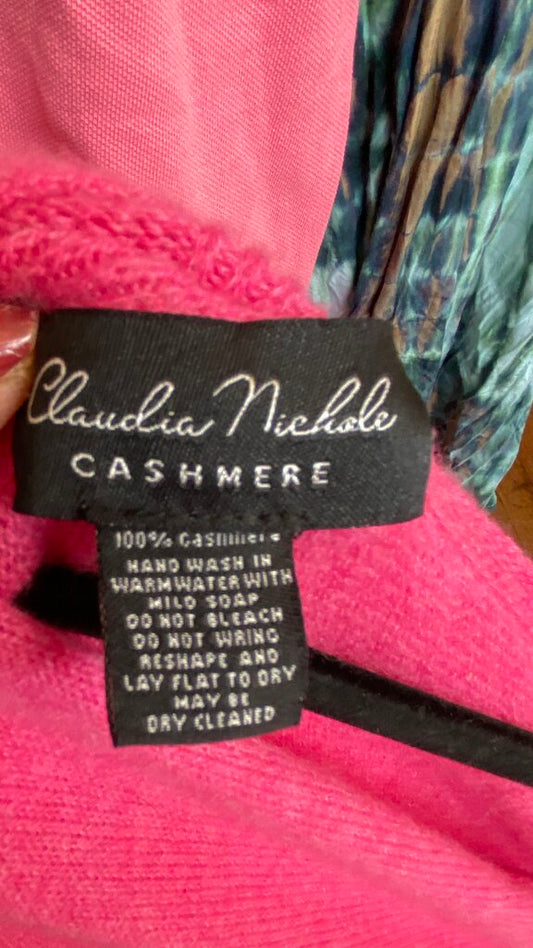 Claudia Nichole
CASHMERE
100% Cashmere
HAND WASH IN
WARM WATER WITH
MILD SOAP
DO NOT BLEACH
DO NOT WRING
RESHAPE AND
LAY FLAT TO DRY
MAY BE
DRY CLEANED